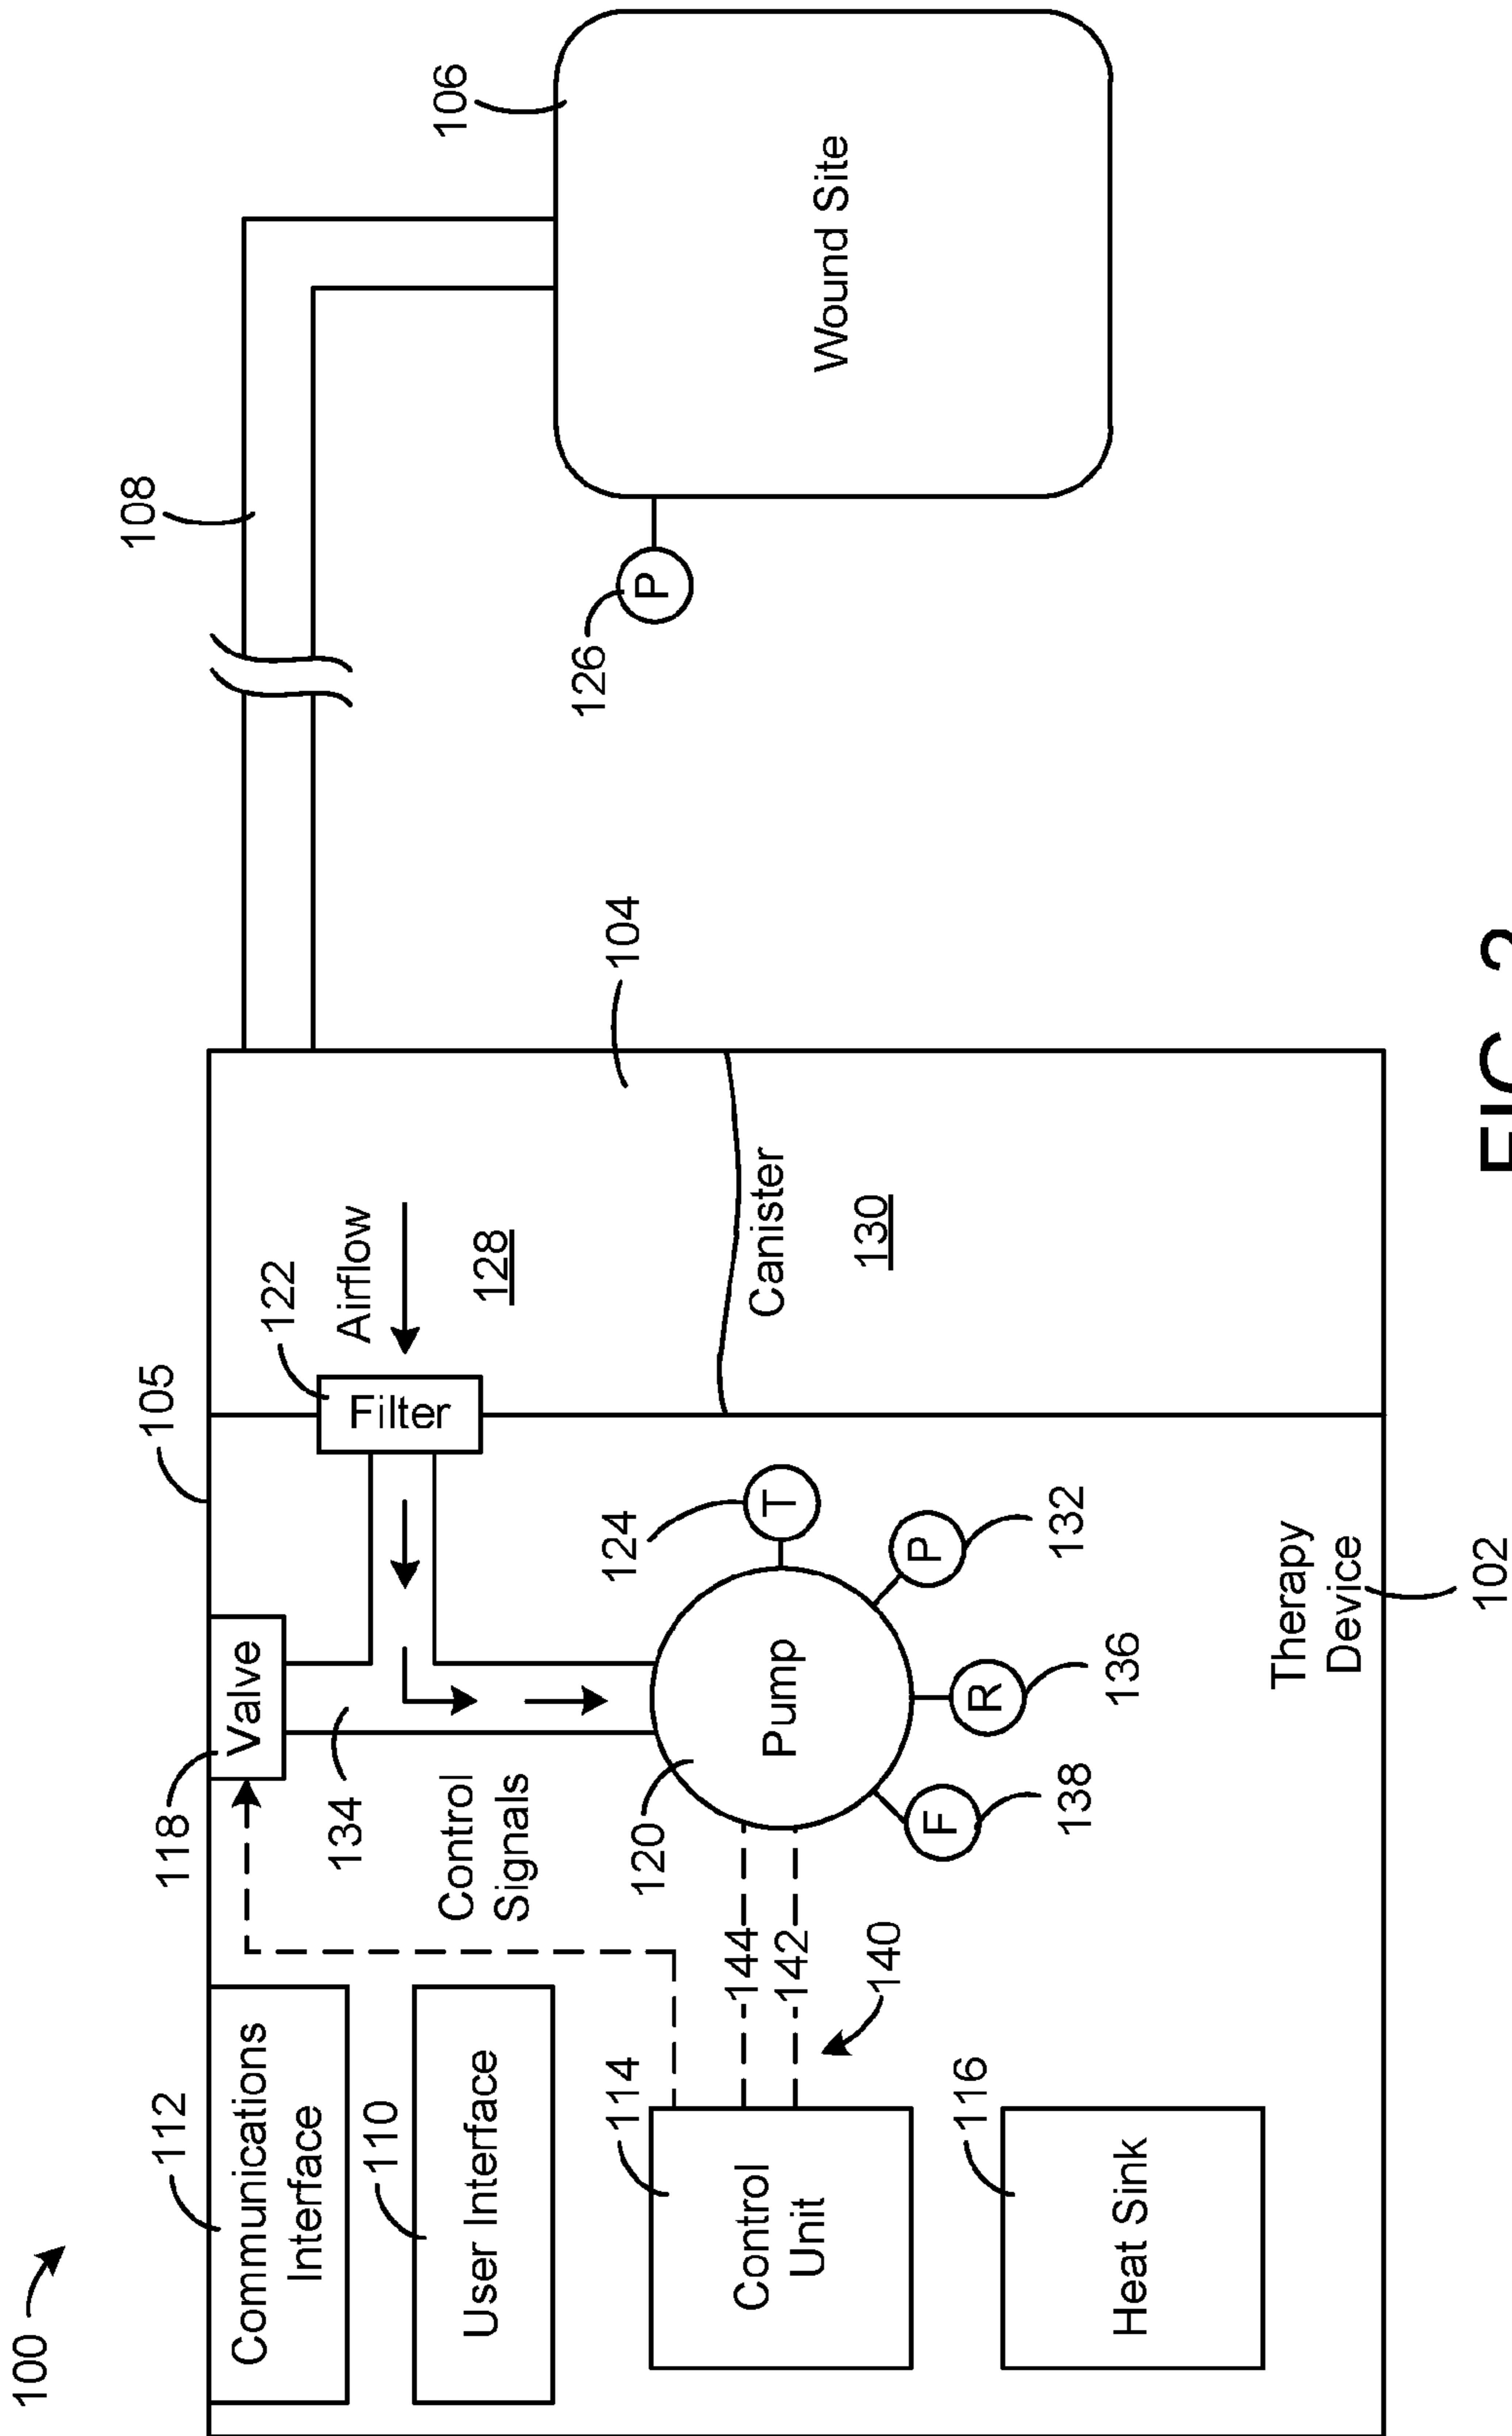 100
112
118
105
108
Communications
Interface
Valve
122
Airflow
134
110
Filter
106
User Interface
Control
Signals
128
126
P
104
114
120
124
Wound Site
Control
Unit
144
142
Pump
T
Canister
130
140
P
F
R
116
138
136
132
Heat Sink
Therapy
Device
102
FIG.